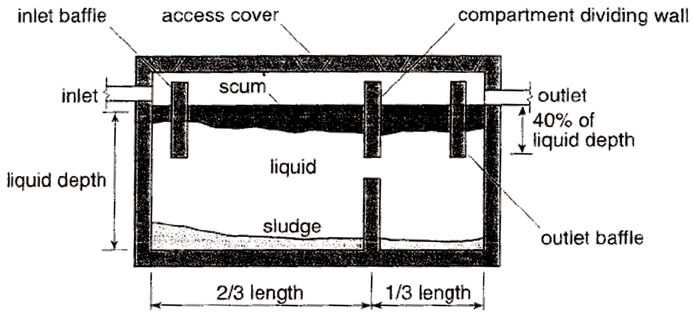 inlet baffle
access cover
compartment dividing wall
scum
inlet
outlet
40% of
liquid depth
liquid depth
liquid
sludge
outlet baffle
2/3 length
1/3 length